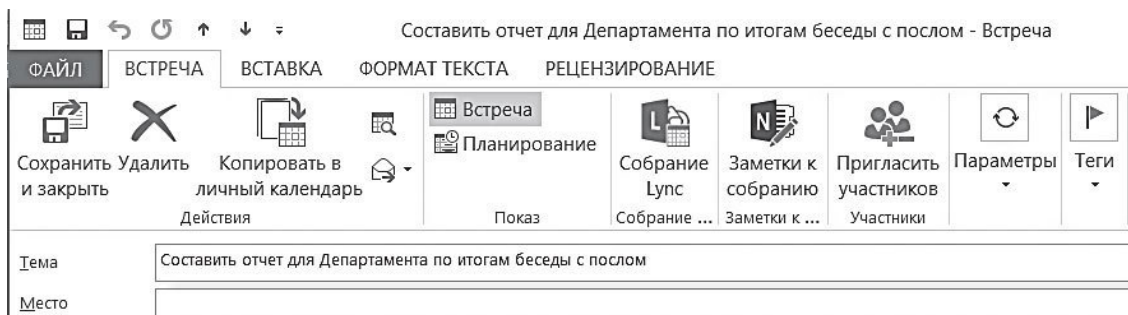 Составить отчет для Департамента по итогам беседы с послом - Встреча
ФАЙЛ ВСТРЕЧА ВСТАВКА ФОРМАТ ТЕКСТА РЕЦЕНЗИРОВАНИЕ
Сохранить и закрыть
Удалить
Копировать в личный календарь
Действия
Встреча
Планирование
Показ
Собрание Lync
Собрание ...
Заметки к собранию
Заметки к ...
Пригласить участников
Участники
Параметры
Теги
Тема Составить отчет для Департамента по итогам беседы с послом
Место